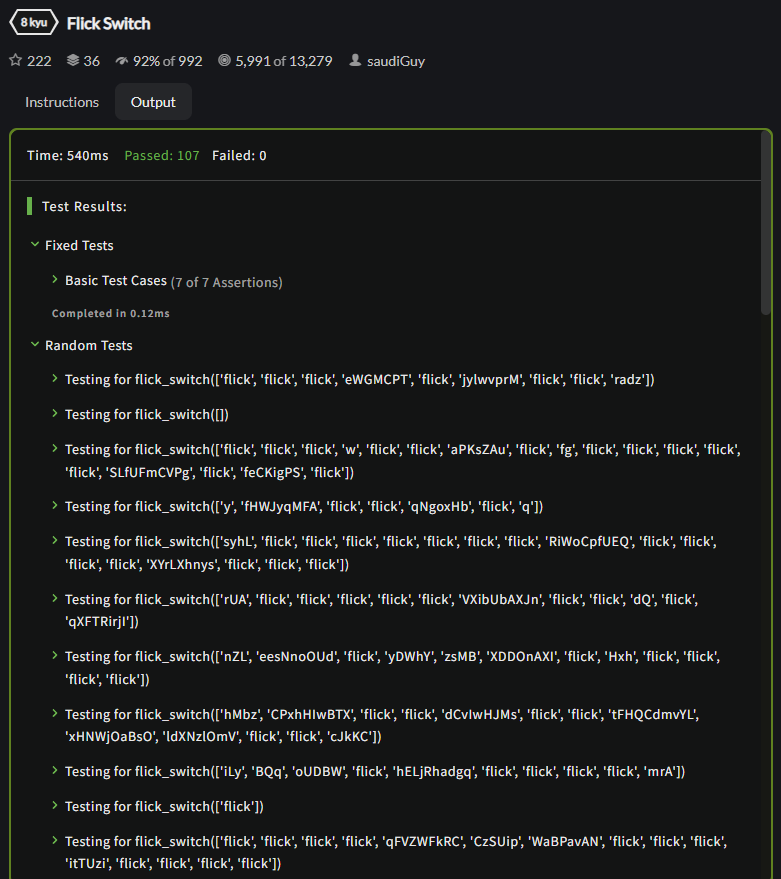 8 kyu Flick Switch
222 36 92% of 992 5,991 of 13,279 saudiGuy
Instructions Output
Time: 540ms Passed: 107 Failed: 0
Test Results:
Fixed Tests
Basic Test Cases (7 of 7 Assertions)
Completed in 0.12ms
Random Tests
Testing for flick_switch(['flick', 'flick', 'flick', 'eWGMCPT', 'flick', 'jylwvprM', 'flick', 'flick', 'radz'])
Testing for flick_switch([])
Testing for flick_switch(['flick', 'flick', 'flick', 'w', 'flick', 'flick', 'aPKsZAu', 'flick', 'fg', 'flick', 'flick', 'flick', 'flick',
'flick', 'SLfUFmCVPg', 'flick', 'feCKigPS', 'flick'])
Testing for flick_switch(['y', 'fHWJyqMFA', 'flick', 'flick', 'qNgoxHb', 'flick', 'q'])
Testing for flick_switch(['syhL', 'flick', 'flick', 'flick', 'flick', 'flick', 'flick', 'flick', 'RiWoCpfUEQ', 'flick', 'flick',
'flick', 'flick', 'XYrLXhnys', 'flick', 'flick', 'flick'])
Testing for flick_switch(['rUA', 'flick', 'flick', 'flick', 'flick', 'flick', 'VXibUbAXJn', 'flick', 'flick', 'dQ', 'flick',
'qXFTRirjI'])
Testing for flick_switch(['nZL', 'eesNnoOUd', 'flick', 'yDWhY', 'zsMB', 'XDDOnAXI', 'flick', 'Hxh', 'flick', 'flick',
'flick', 'flick'])
Testing for flick_switch(['hMbz', 'CPxhHIwBTX', 'flick', 'flick', 'dCvIwHJMs', 'flick', 'flick', 'tFHQCdmvYL',
'xHNWjOaBsO', 'ldXNzlOmV', 'flick', 'flick', 'cJkKC'])
Testing for flick_switch(['iLy', 'BQq', 'oUDBW', 'flick', 'hELjRhadgq', 'flick', 'flick', 'flick', 'flick', 'mrA'])
Testing for flick_switch(['flick'])
Testing for flick_switch(['flick', 'flick', 'flick', 'flick', 'qFVZWFkRC', 'CzSUip', 'WaBPavAN', 'flick', 'flick', 'flick',
'itTUzi', 'flick', 'flick', 'flick', 'flick'])